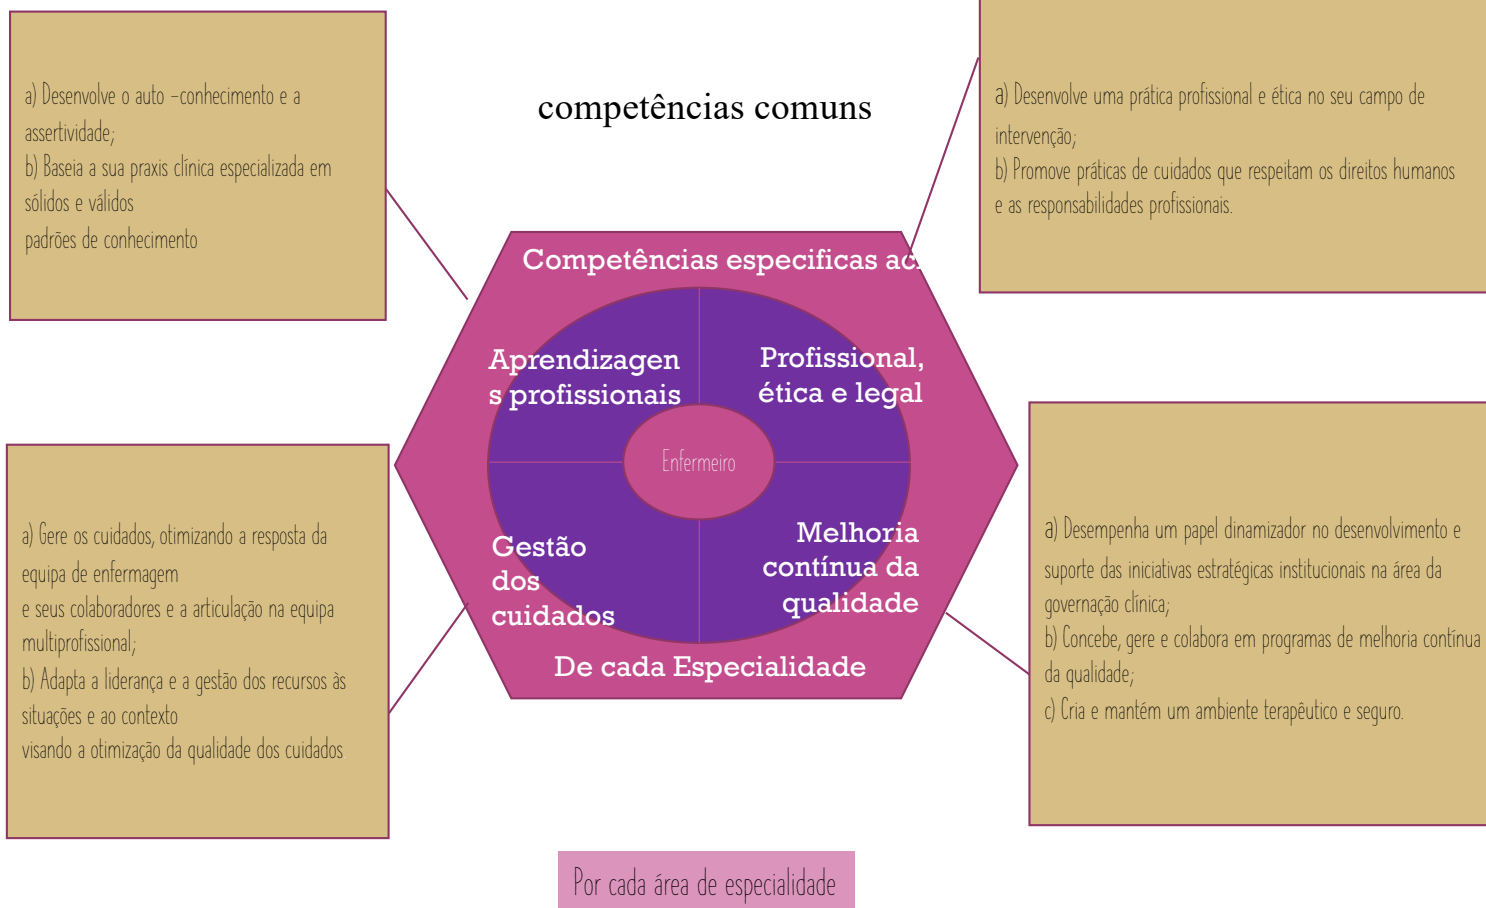 a) Desenvolve o auto –conhecimento e a
assertividade;
b) Baseia a sua praxis clínica especializada em
sólidos e válidos
padrões de conhecimento
competências comuns
a) Desenvolve uma prática profissional e ética no seu campo de
intervenção;
b) Promove práticas de cuidados que respeitam os direitos humanos
e as responsabilidades profissionais.
Competências especificas
Aprendizagen
s profissionais
Profissional,
ética e legal
Enfermeiro
Gestão
dos
cuidados
Melhoria
contínua da
qualidade
De cada Especialidade
a) Gere os cuidados, otimizando a resposta da
equipa de enfermagem
e seus colaboradores e a articulação na equipa
multiprofissional;
b) Adapta a liderança e a gestão dos recursos às
situações e ao contexto
visando a otimização da qualidade dos cuidados
a) Desempenha um papel dinamizador no desenvolvimento e
suporte das iniciativas estratégicas institucionais na área da
governação clínica;
b) Concebe, gere e colabora em programas de melhoria contínua
da qualidade;
c) Cria e mantém um ambiente terapêutico e seguro.
Por cada área de especialidade